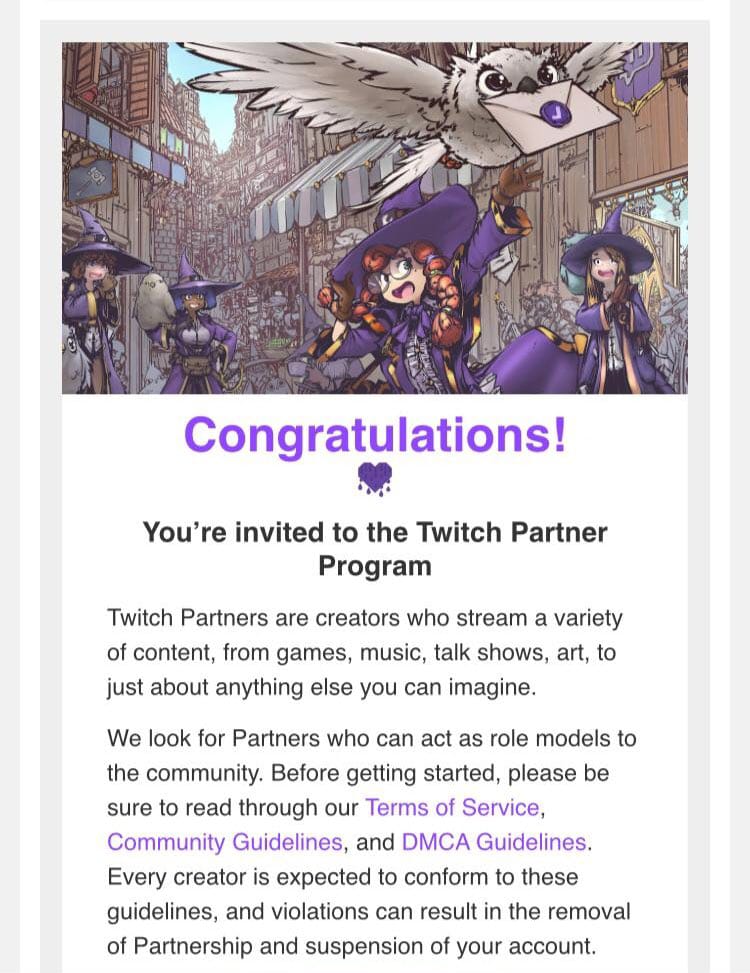 Congratulations!
You’re invited to the Twitch Partner
Program
Twitch Partners are creators who stream a variety
of content, from games, music, talk shows, art, to
just about anything else you can imagine.
We look for Partners who can act as role models to
the community. Before getting started, please be
sure to read through our Terms of Service,
Community Guidelines, and DMCA Guidelines.
Every creator is expected to conform to these
guidelines, and violations can result in the removal
of Partnership and suspension of your account.